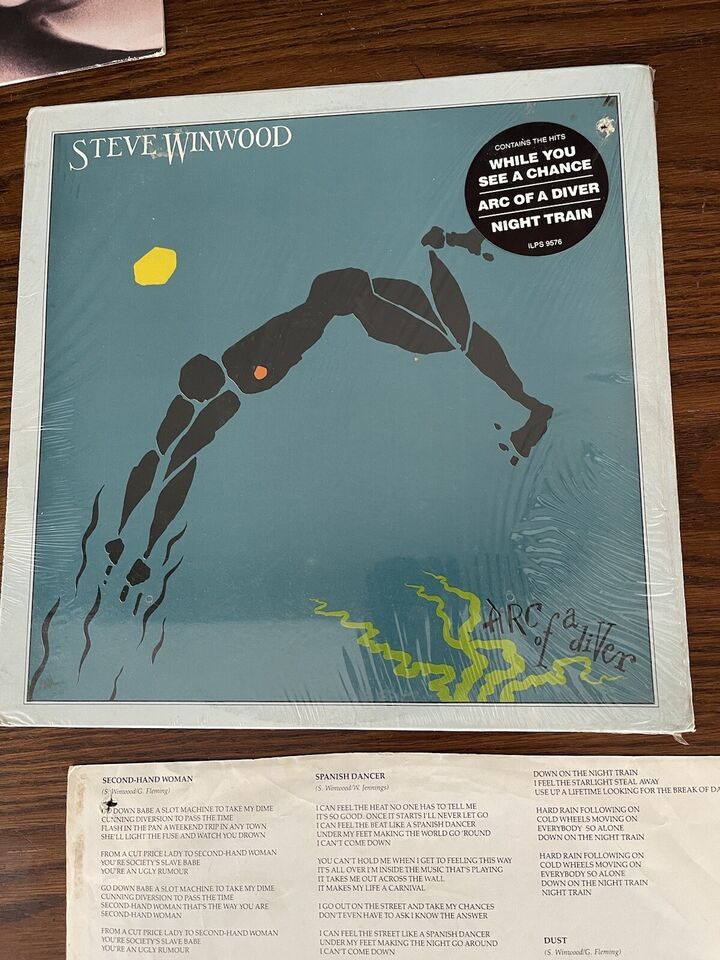 STEVE WINWOOD
CONTAINS THE HITS
WHILE YOU
SEE A CHANCE
ARC OF A DIVER
NIGHT TRAIN
ILPS 9576
ARC of a diVer
SECOND-HAND WOMAN
(S. Winwood/G. Fleming)
GO DOWN BABE A SLOT MACHINE TO TAKE MY DIME
CUNNING DIVERSION TO PASS THE TIME
FLASH IN THE PAN A WEEKEND TRIP IN ANY TOWN
SHE'LL LIGHT THE FUSE AND WATCH YOU DROWN
FROM A CUT PRICE LADY TO SECOND-HAND WOMAN
YOU'RE SOCIETY'S SLAVE BABE
YOU'RE AN UGLY RUMOUR
GO DOWN BABE A SLOT MACHINE TO TAKE MY DIME
CUNNING DIVERSION TO PASS THE TIME
SECOND-HAND WOMAN THAT'S THE WAY YOU ARE
SECOND-HAND WOMAN
FROM A CUT PRICE LADY TO SECOND-HAND WOMAN
YOU'RE SOCIETY'S SLAVE BABE
YOU'RE AN UGLY RUMOUR
SPANISH DANCER
(S. Winwood/W. Jennings)
I CAN FEEL THE HEAT NO ONE HAS TO TELL ME
IT'S SO GOOD. ONCE IT STARTS I'LL NEVER LET GO
I CAN FEEL THE BEAT LIKE A SPANISH DANCER
UNDER MY FEET MAKING THE WORLD GO 'ROUND
I CAN'T COME DOWN
YOU CAN'T HOLD ME WHEN I GET TO FEELING THIS WAY
IT'S ALL OVER I'M INSIDE THE MUSIC THAT'S PLAYING
IT TAKES ME OUT ACROSS THE WALL
IT MAKES MY LIFE A CARNIVAL
I GO OUT ON THE STREET AND TAKE MY CHANCES
DON'T EVEN HAVE TO ASK I KNOW THE ANSWER
I CAN FEEL THE STREET LIKE A SPANISH DANCER
UNDER MY FEET MAKING THE NIGHT GO AROUND
I CAN'T COME DOWN
DOWN ON THE NIGHT TRAIN
I FEEL THE STARLIGHT STEAL AWAY
USE UP A LIFETIME LOOKING FOR THE BREAK OF DA
HARD RAIN FOLLOWING ON
COLD WHEELS MOVING ON
EVERYBODY SO ALONE
DOWN ON THE NIGHT TRAIN
HARD RAIN FOLLOWING ON
COLD WHEELS MOVING ON
EVERYBODY SO ALONE
DOWN ON THE NIGHT TRAIN
NIGHT TRAIN
DUST
(S. Winwood/G. Fleming)